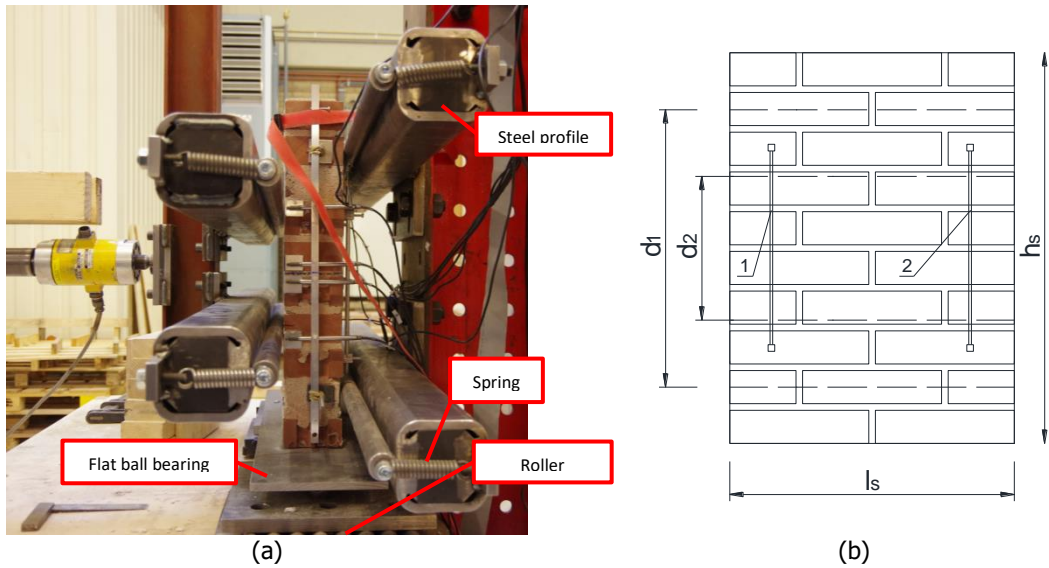 Steel profile
Spring
Flat ball bearing
Roller
(a)
d1
d2
1
2
hs
ls
(b)